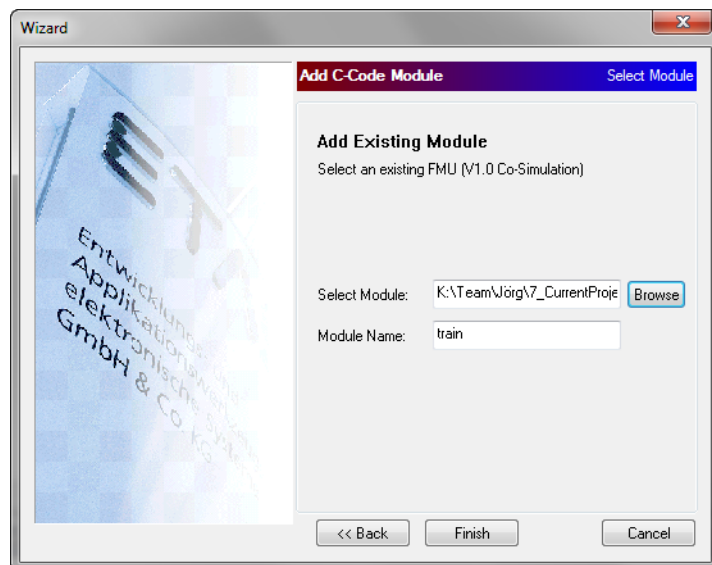 Wizard
Add C-Code Module
Select Module
Add Existing Module
Select an existing FMU (V1.0 Co-Simulation)
Select Module:
K:\Team\Jörg\7_CurrentProje
Browse
Module Name:
train
ET
Entwicklungs- und
Applikationswerkzeuge
elektronische Systeme
GmbH & Co. KG
<< Back
Finish
Cancel